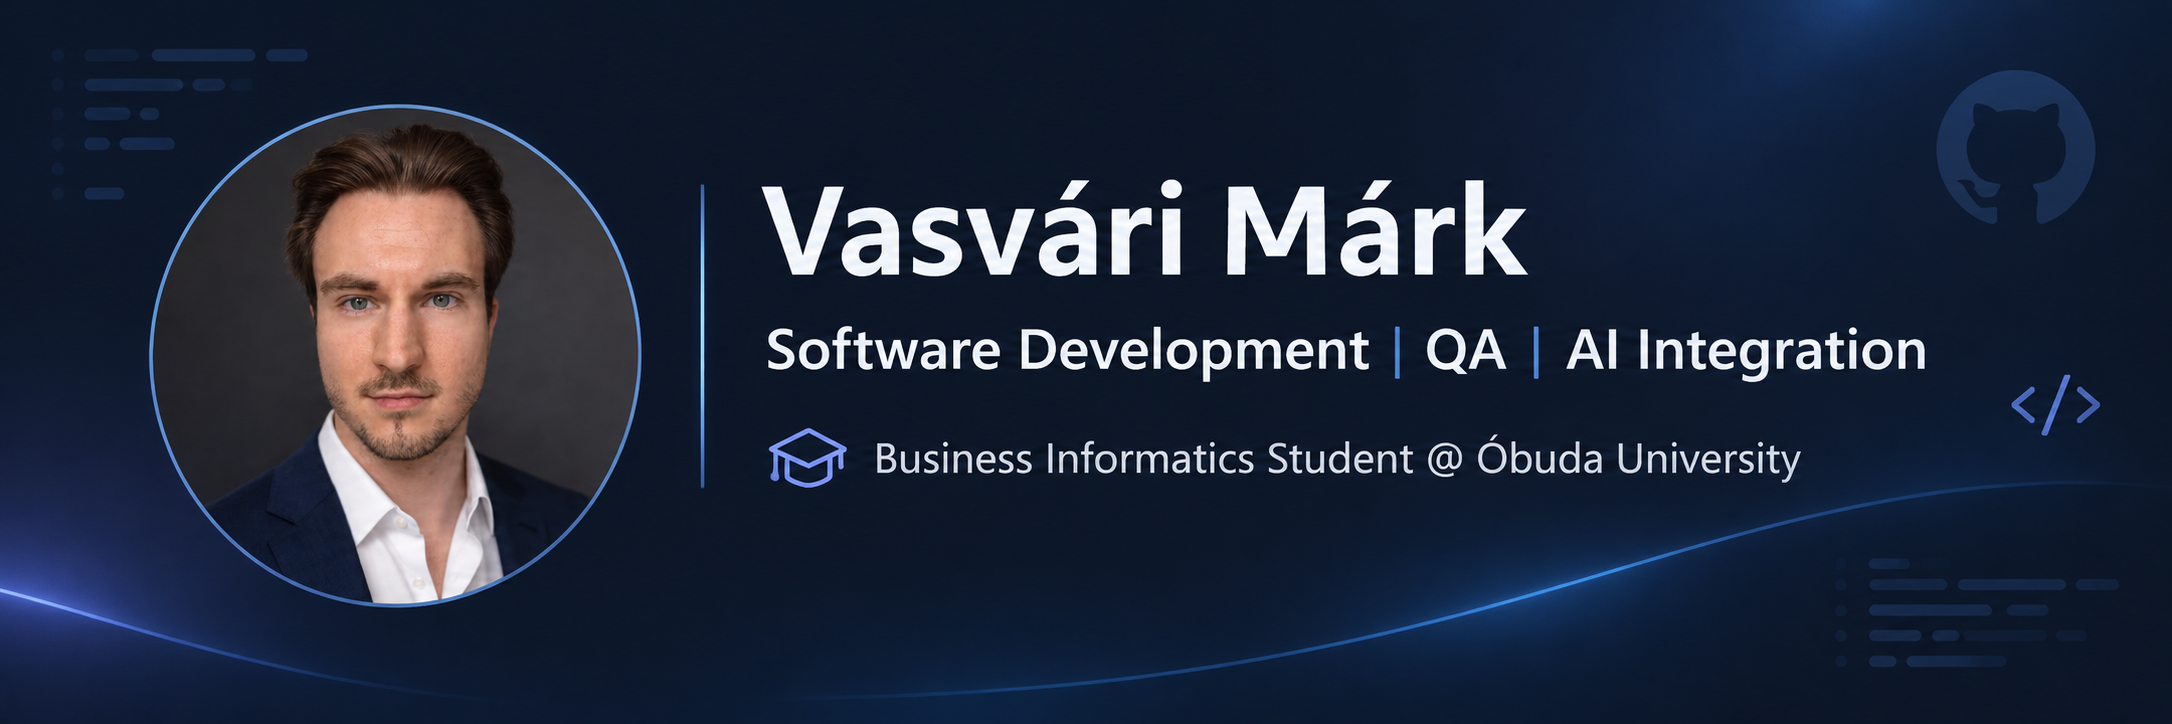 Vasvári Márk
Software Development | QA | AI Integration
Business Informatics Student @ Óbuda University
</>